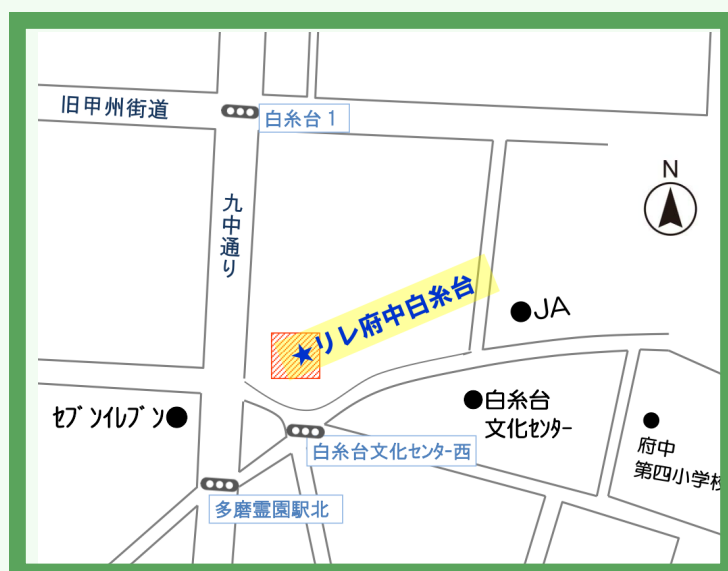 旧甲州街道
白糸台1
N
九中通り
★リレ府中白糸台
JA
セブンイレブン
白糸台
文化センター
白糸台文化センター西
府中
第四小学校
多磨霊園駅北